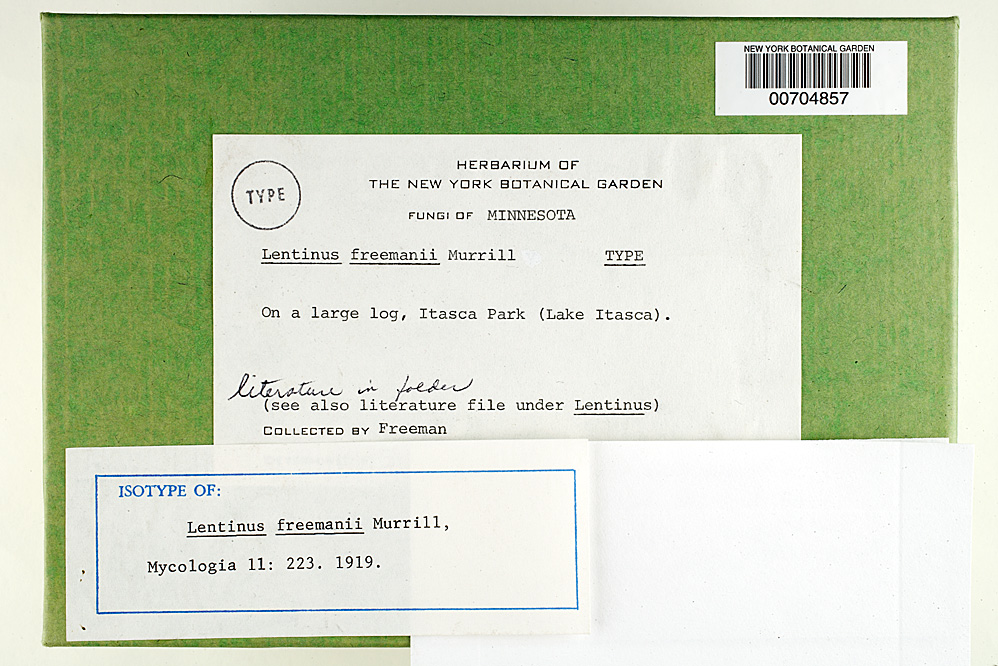 NEW YORK BOTANICAL GARDEN
00704857
TYPE
HERBARIUM OF
THE NEW YORK BOTANICAL GARDEN
FUNGI OF MINNESOTA
Lentinus freemanii Murrill TYPE
On a large log, Itasca Park (Lake Itasca).
literature in folder
(see also literature file under Lentinus)
COLLECTED BY Freeman
ISOTYPE OF:
Lentinus freemanii Murrill,
Mycologia 11: 223. 1919.